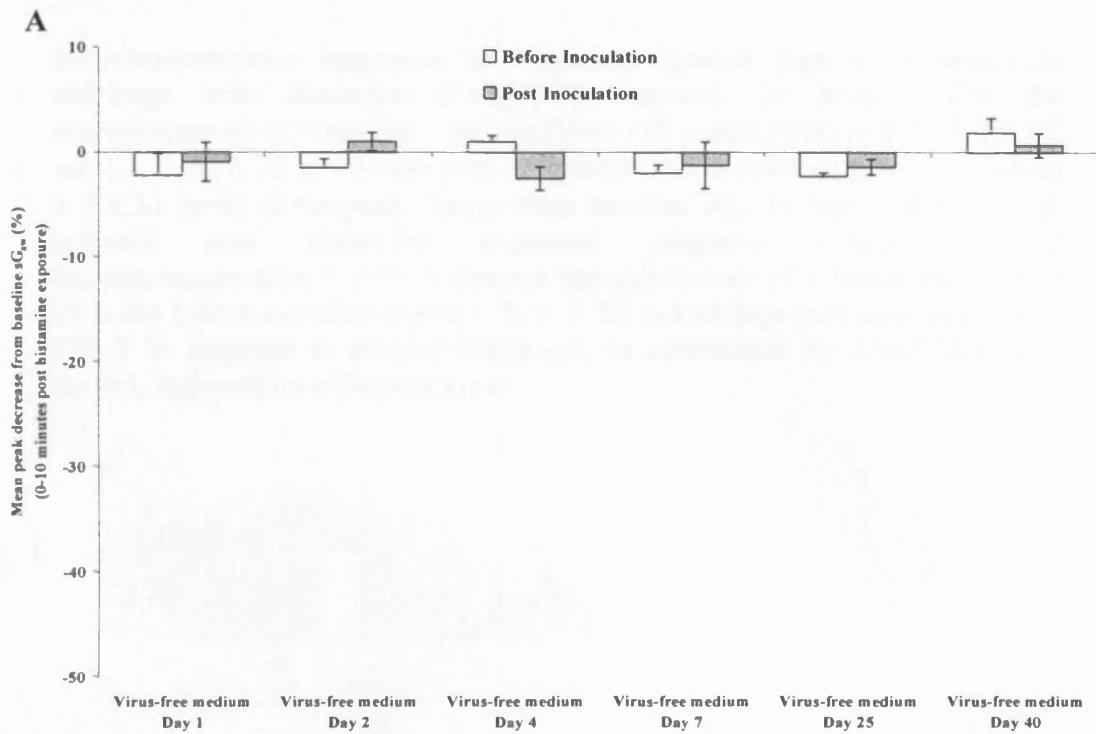 A
10
0
-10
-20
-30
-40
-50
Mean peak decrease from baseline sGaw (%)
(0-10 minutes post histamine exposure)
Before Inoculation
Post Inoculation
Virus-free medium
Day 1
Virus-free medium
Day 2
Virus-free medium
Day 4
Virus-free medium
Day 7
Virus-free medium
Day 25
Virus-free medium
Day 40